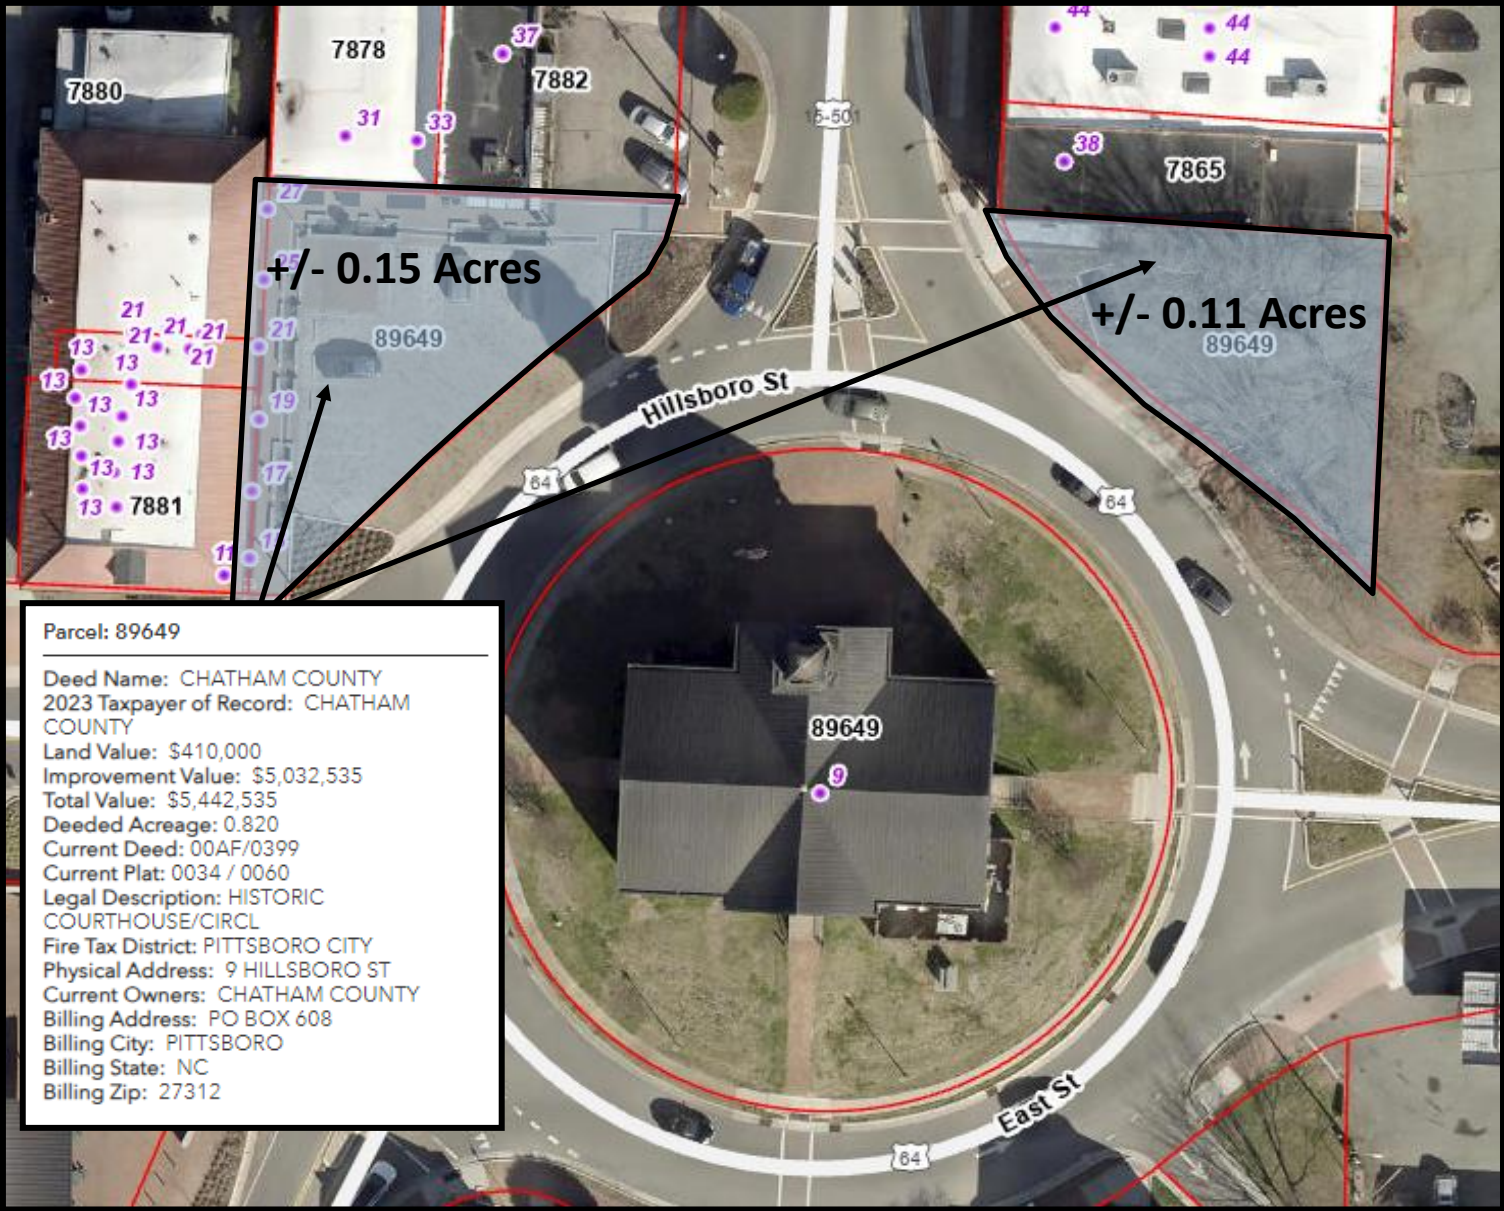 44
44
44
37
7878
7882
7880
31
33
15-501
38
7865
27
25
+/- 0.15 Acres
+/- 0.11 Acres
89649
89649
21
21
21
21
21
21
13
13
13
13
13
19
13
13
13
13
17
13
7881
11
Hillsboro St
64
64
Parcel: 89649
Deed Name: CHATHAM COUNTY
2023 Taxpayer of Record: CHATHAM
COUNTY
Land Value: $410,000
Improvement Value: $5,032,535
Total Value: $5,442,535
Deeded Acreage: 0.820
Current Deed: 00AF/0399
Current Plat: 0034 / 0060
Legal Description: HISTORIC
COURTHOUSE/CIRCL
Fire Tax District: PITTSBORO CITY
Physical Address: 9 HILLSBORO ST
Current Owners: CHATHAM COUNTY
Billing Address: PO BOX 608
Billing City: PITTSBORO
Billing State: NC
Billing Zip: 27312
89649
9
East St
64